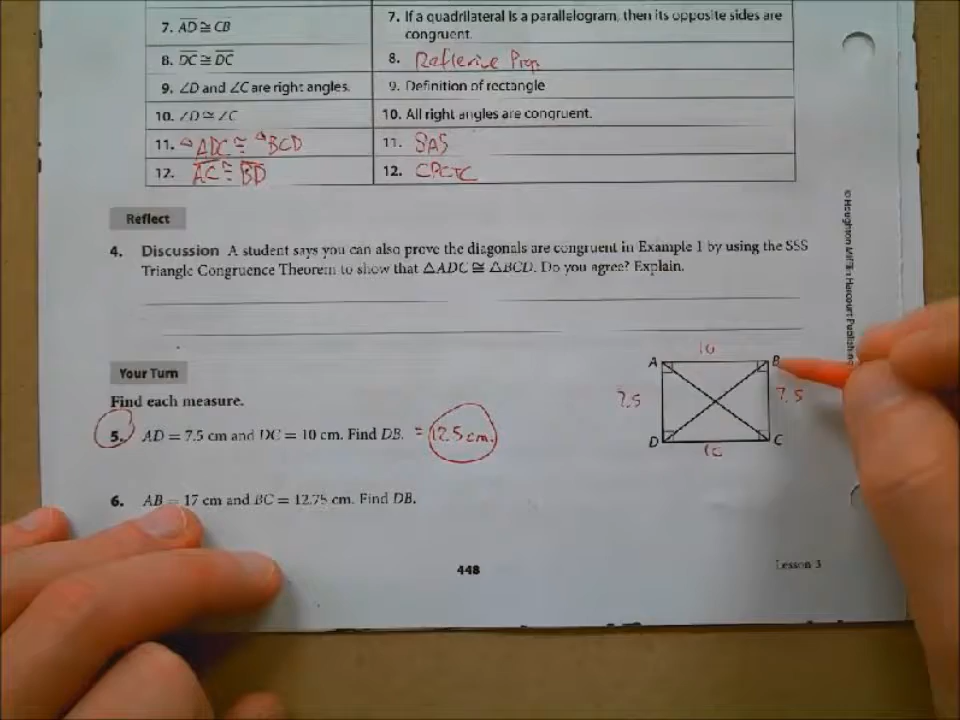 7. AD ≅ CB
7. If a quadrilateral is a parallelogram, then its opposite sides are
congruent.
8. DC ≅ DC
8. Reflexive Prop.
9. ∠D and ∠C are right angles.
9. Definition of rectangle
10. ∠D ≅ ∠C
10. All right angles are congruent.
11. △ADC ≅ △BCD
11. SAS
12. AC ≅ BD
12. CPCTC
Reflect
4. Discussion A student says you can also prove the diagonals are congruent in Example 1 by using the SSS
Triangle Congruence Theorem to show that △ADC ≅ △BCD. Do you agree? Explain.
Your Turn
Find each measure.
5. AD = 7.5 cm and DC = 10 cm. Find DB. = 12.5 cm.
6. AB = 17 cm and BC = 12.75 cm. Find DB.
10
A B
7.5 7.5
D C
10
448
Lesson 3
© Houghton Mifflin Harcourt Publishing